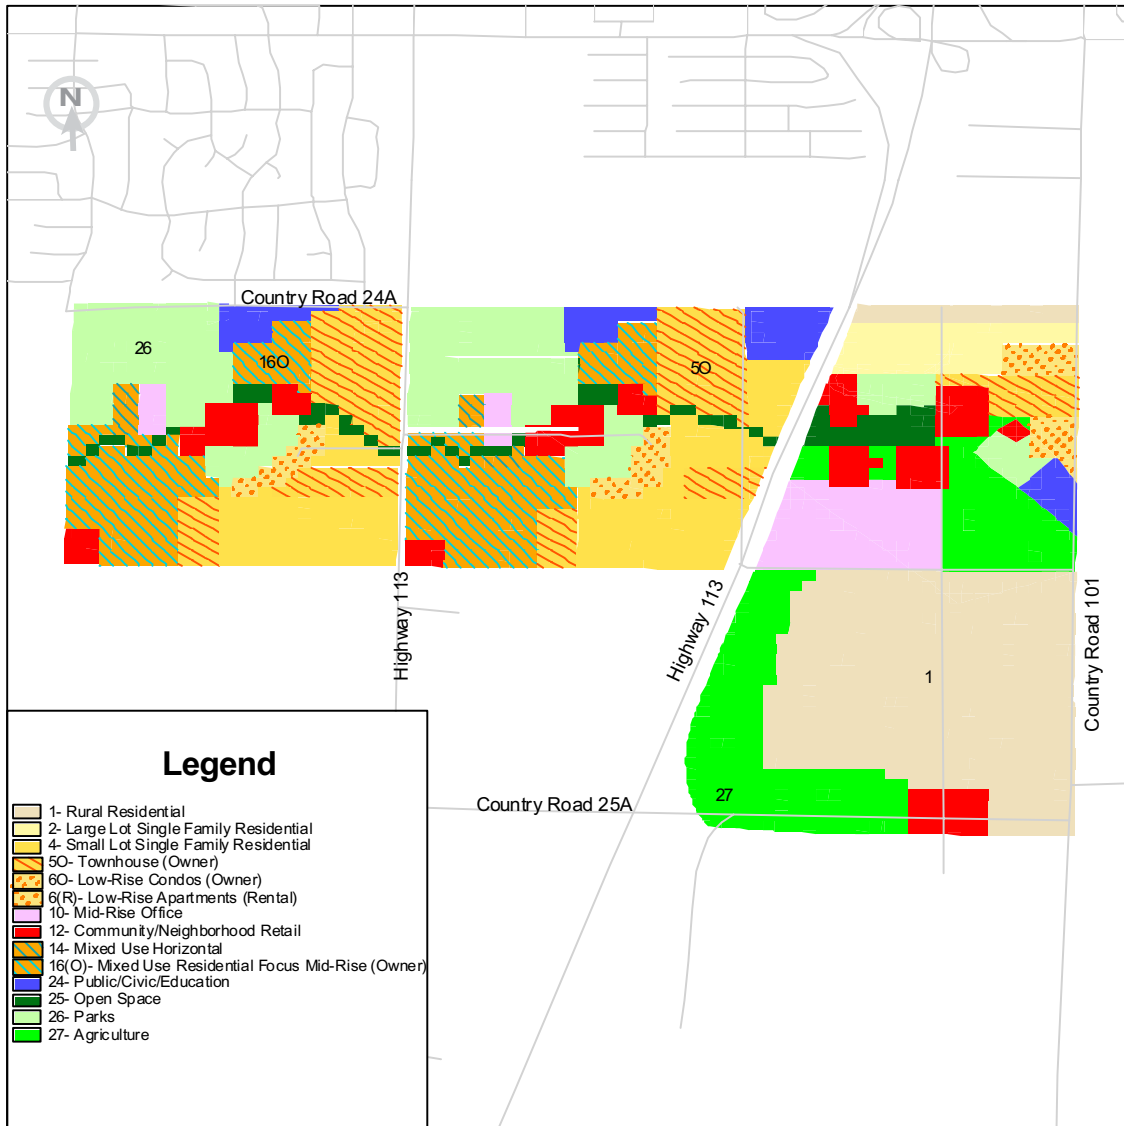 N
Country Road 24A
26
16O
5O
Highway 113
Highway 113
Country Road 101
1
Country Road 25A
27
Legend
1- Rural Residential
2- Large Lot Single Family Residential
4- Small Lot Single Family Residential
5O- Townhouse (Owner)
6O- Low-Rise Condos (Owner)
6(R)- Low-Rise Apartments (Rental)
10- Mid-Rise Office
12- Community/Neighborhood Retail
14- Mixed Use Horizontal
16(O)- Mixed Use Residential Focus Mid-Rise (Owner)
24- Public/Civic/Education
25- Open Space
26- Parks
27- Agriculture